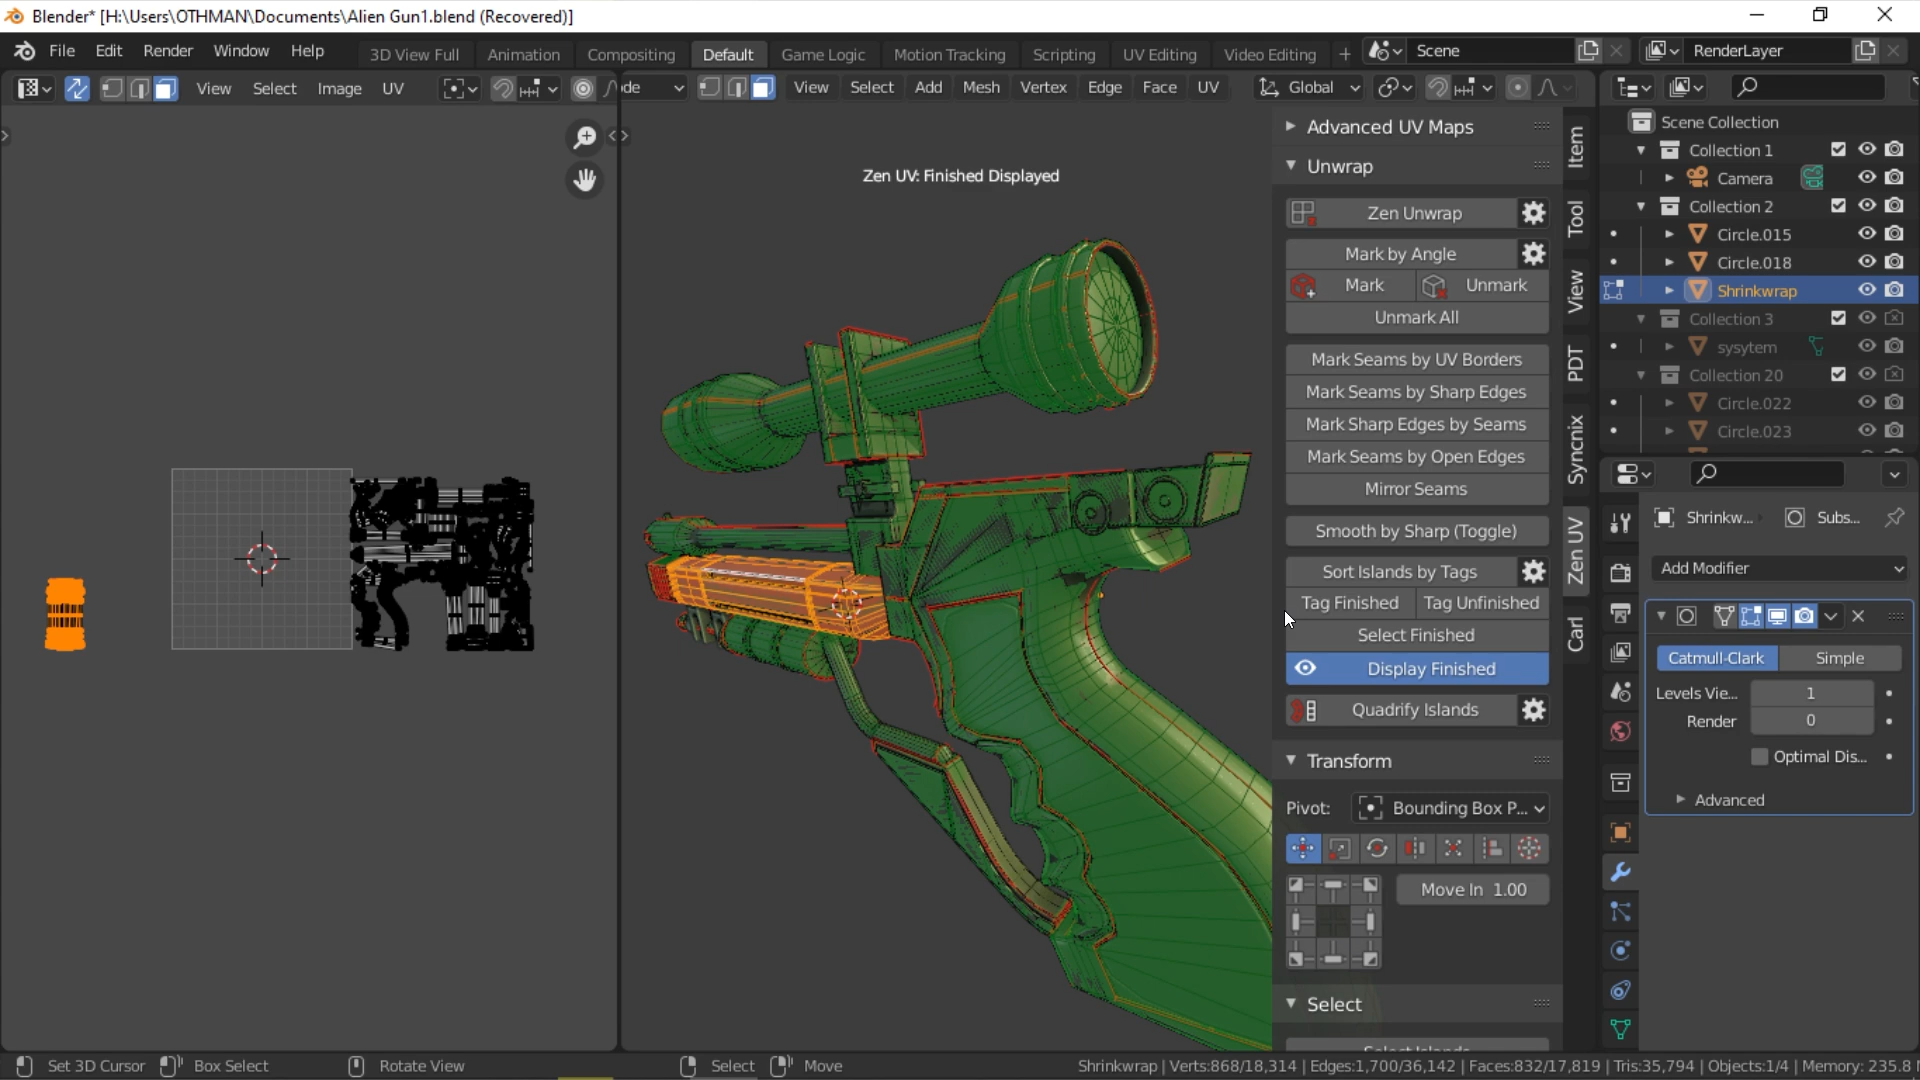 Blender* [H:\Users\OTHMAN\Documents\Alien Gun1.blend (Recovered)]
File Edit Render Window Help 3D View Full Animation Compositing Default Game Logic Motion Tracking Scripting UV Editing Video Editing + Scene RenderLayer
View Select Image UV de View Select Add Mesh Vertex Edge Face UV Global
Advanced UV Maps
Unwrap
Zen UV: Finished Displayed
Zen Unwrap
Mark by Angle
Mark Unmark
Unmark All
Mark Seams by UV Borders
Mark Seams by Sharp Edges
Mark Sharp Edges by Seams
Mark Seams by Open Edges
Mirror Seams
Smooth by Sharp (Toggle)
Sort Islands by Tags
Tag Finished Tag Unfinished
Select Finished
Display Finished
Quadrify Islands
Transform
Pivot: Bounding Box P...
Move In 1.00
Select
Item
Tool
View
PDT
Syncnix
Zen UV
Carl
Scene Collection
Collection 1
Camera
Collection 2
Circle.015
Circle.018
Shrinkwrap
Collection 3
sysytem
Collection 20
Circle.022
Circle.023
Shrinkw... Subs...
Add Modifier
Catmull-Clark Simple
Levels Vie... 1
Render 0
Optimal Dis...
Advanced
Set 3D Cursor Box Select Rotate View Select Move Shrinkwrap | Verts:868/18,314 | Edges:1,700/36,142 | Faces:832/17,819 | Tris:35,794 | Objects:1/4 | Memory: 235.8